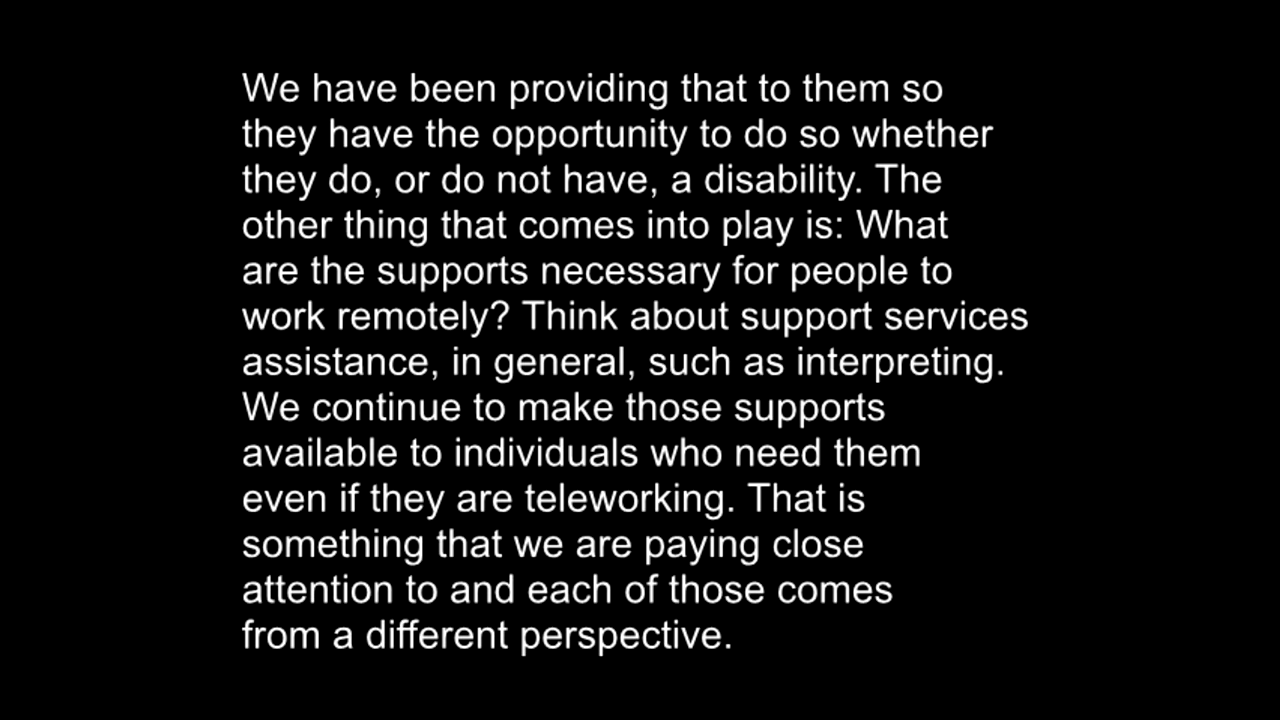 We have been providing that to them so
they have the opportunity to do so whether
they do, or do not have, a disability. The
other thing that comes into play is: What
are the supports necessary for people to
work remotely? Think about support services
assistance, in general, such as interpreting.
We continue to make those supports
available to individuals who need them
even if they are teleworking. That is
something that we are paying close
attention to and each of those comes
from a different perspective.